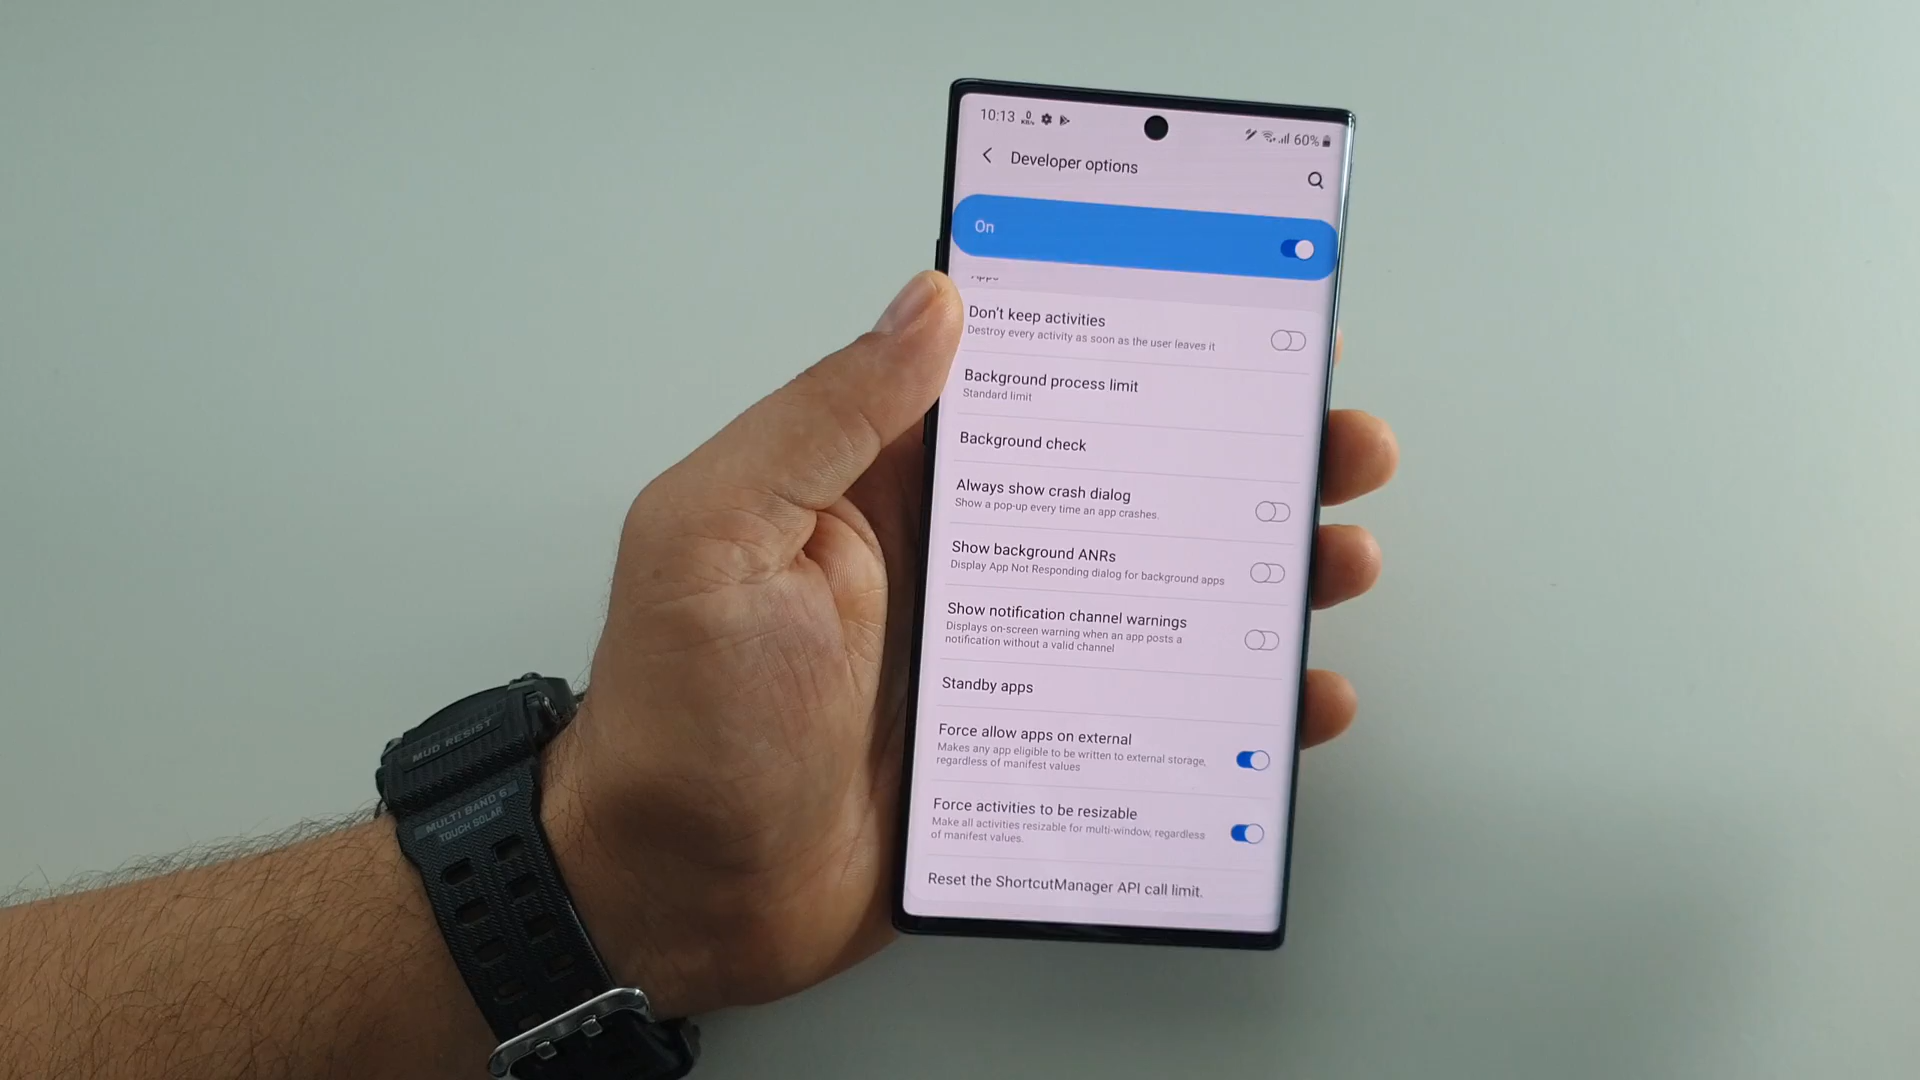 10:13 0 KB/s 60%
Developer options
On
Don't keep activities
Destroy every activity as soon as the user leaves it
Background process limit
Standard limit
Background check
Always show crash dialog
Show a pop-up every time an app crashes.
Show background ANRs
Display App Not Responding dialog for background apps
Show notification channel warnings
Displays on-screen warning when an app posts a
notification without a valid channel
Standby apps
Force allow apps on external
Makes any app eligible to be written to external storage,
regardless of manifest values
Force activities to be resizable
Make all activities resizable for multi-window, regardless
of manifest values.
Reset the ShortcutManager API call limit.
MUD RESIST
MULTI BAND 6
TOUCH SOLAR